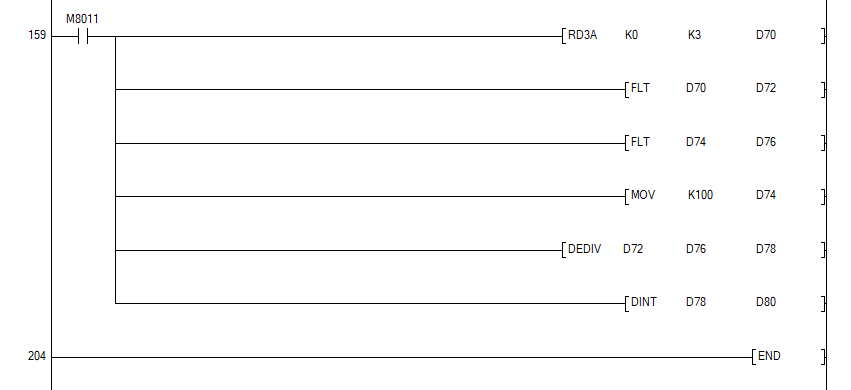 M8011
159 [RD3A K0 K3 D70 ]
[FLT D70 D72 ]
[FLT D74 D76 ]
[MOV K100 D74 ]
[DEDIV D72 D76 D78 ]
[DINT D78 D80 ]
204 [END ]